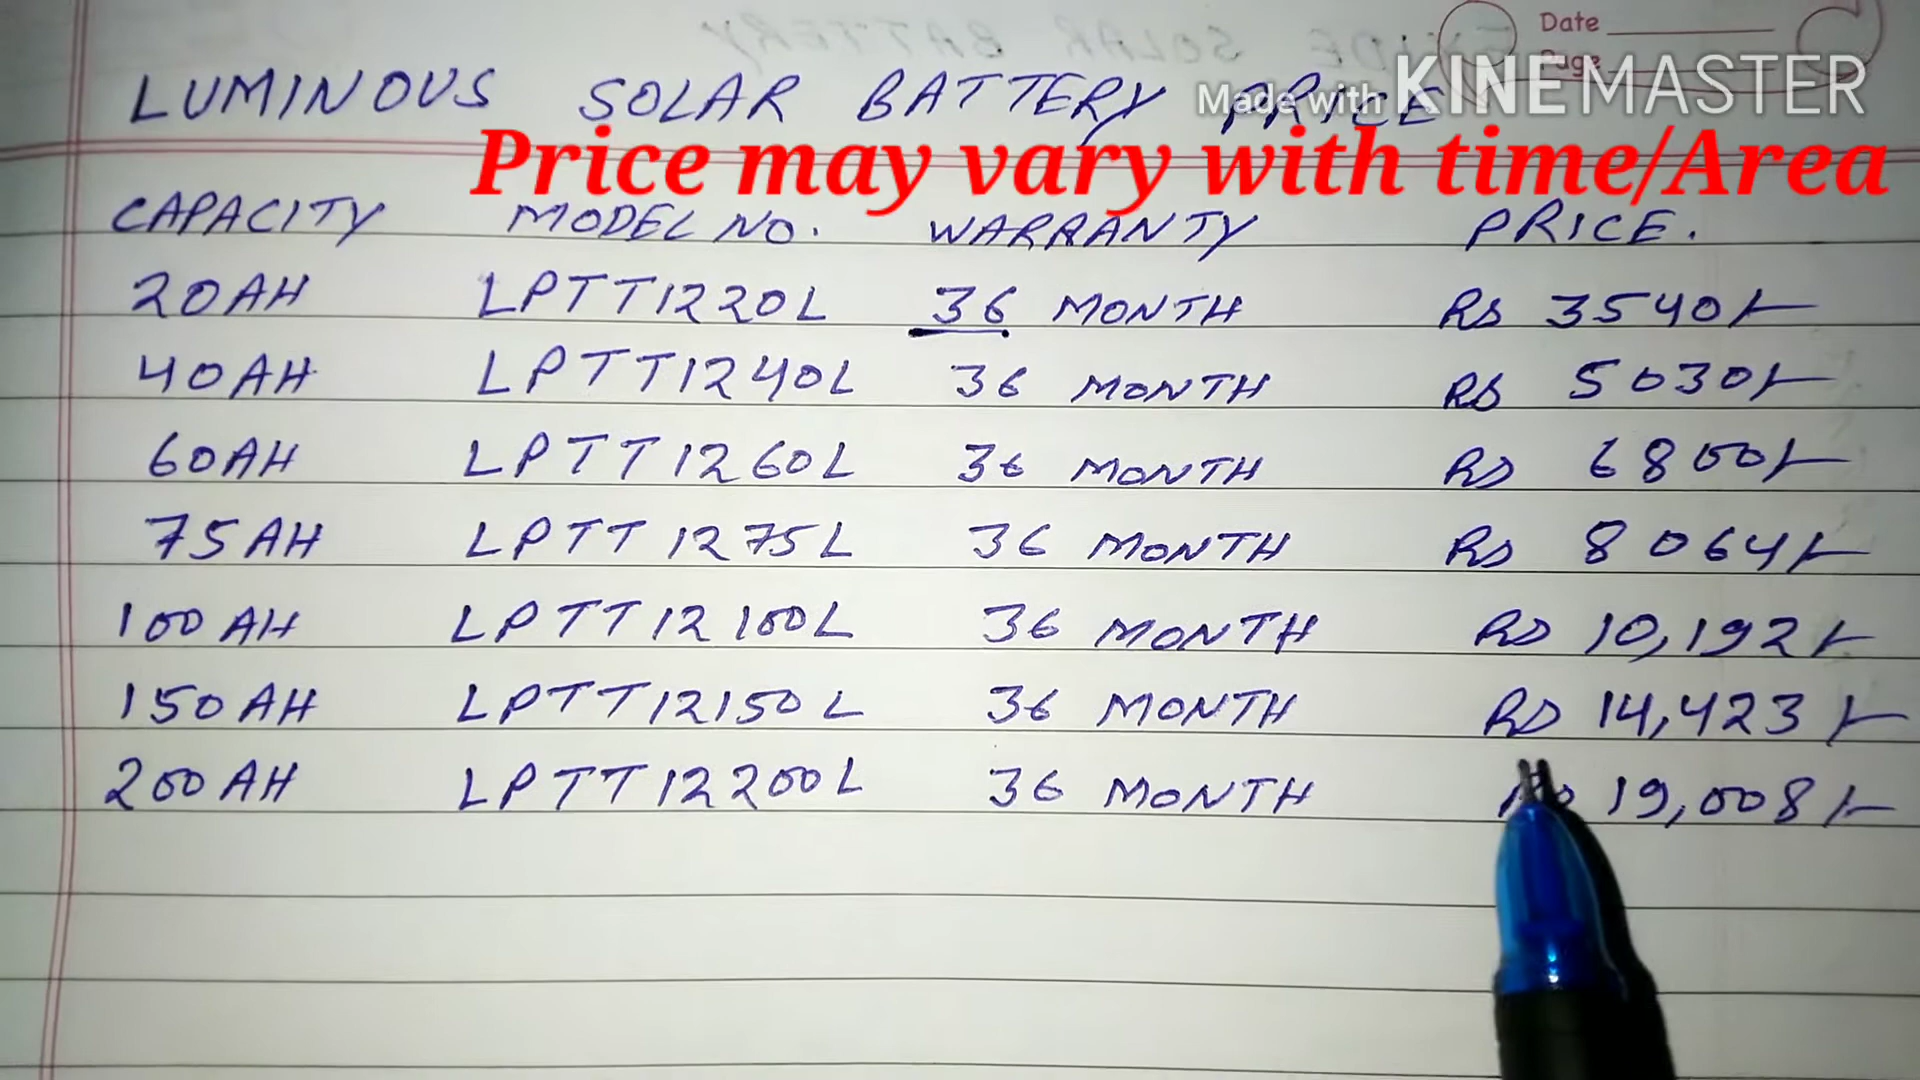 Date
Page
LUMINOUS SOLAR BATTERY PRICE
Made with KINEMASTER
Price may vary with time/Area
CAPACITY MODEL NO. WARRANTY PRICE.
20AH LPTT1220L 36 MONTH RS 3540/-
40AH LPTT1240L 36 MONTH RS 5030/-
60AH LPTT1260L 36 MONTH RS 6800/-
75AH LPTT1275L 36 MONTH RS 8064/-
100AH LPTT12100L 36 MONTH RS 10,192/-
150AH LPTT12150L 36 MONTH RS 14,423/-
200AH LPTT12200L 36 MONTH RS 19,008/-